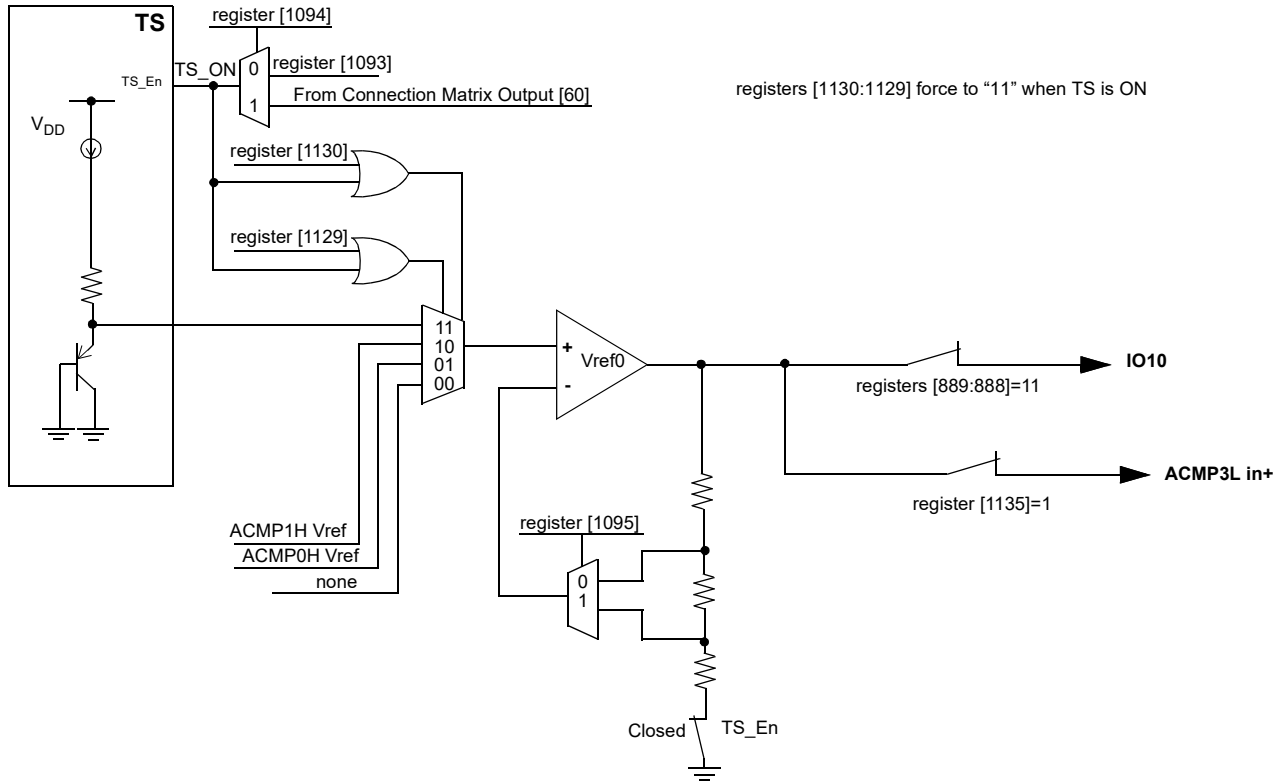 TS
register [1094]
TS_En
TS_ON
0
register [1093]
1
From Connection Matrix Output [60]
registers [1130:1129] force to “11” when TS is ON
VDD
register [1130]
register [1129]
11
10
01
00
+
Vref0
-
IO10
registers [889:888]=11
ACMP3L in+
register [1135]=1
ACMP1H Vref
ACMP0H Vref
none
register [1095]
0
1
Closed
TS_En